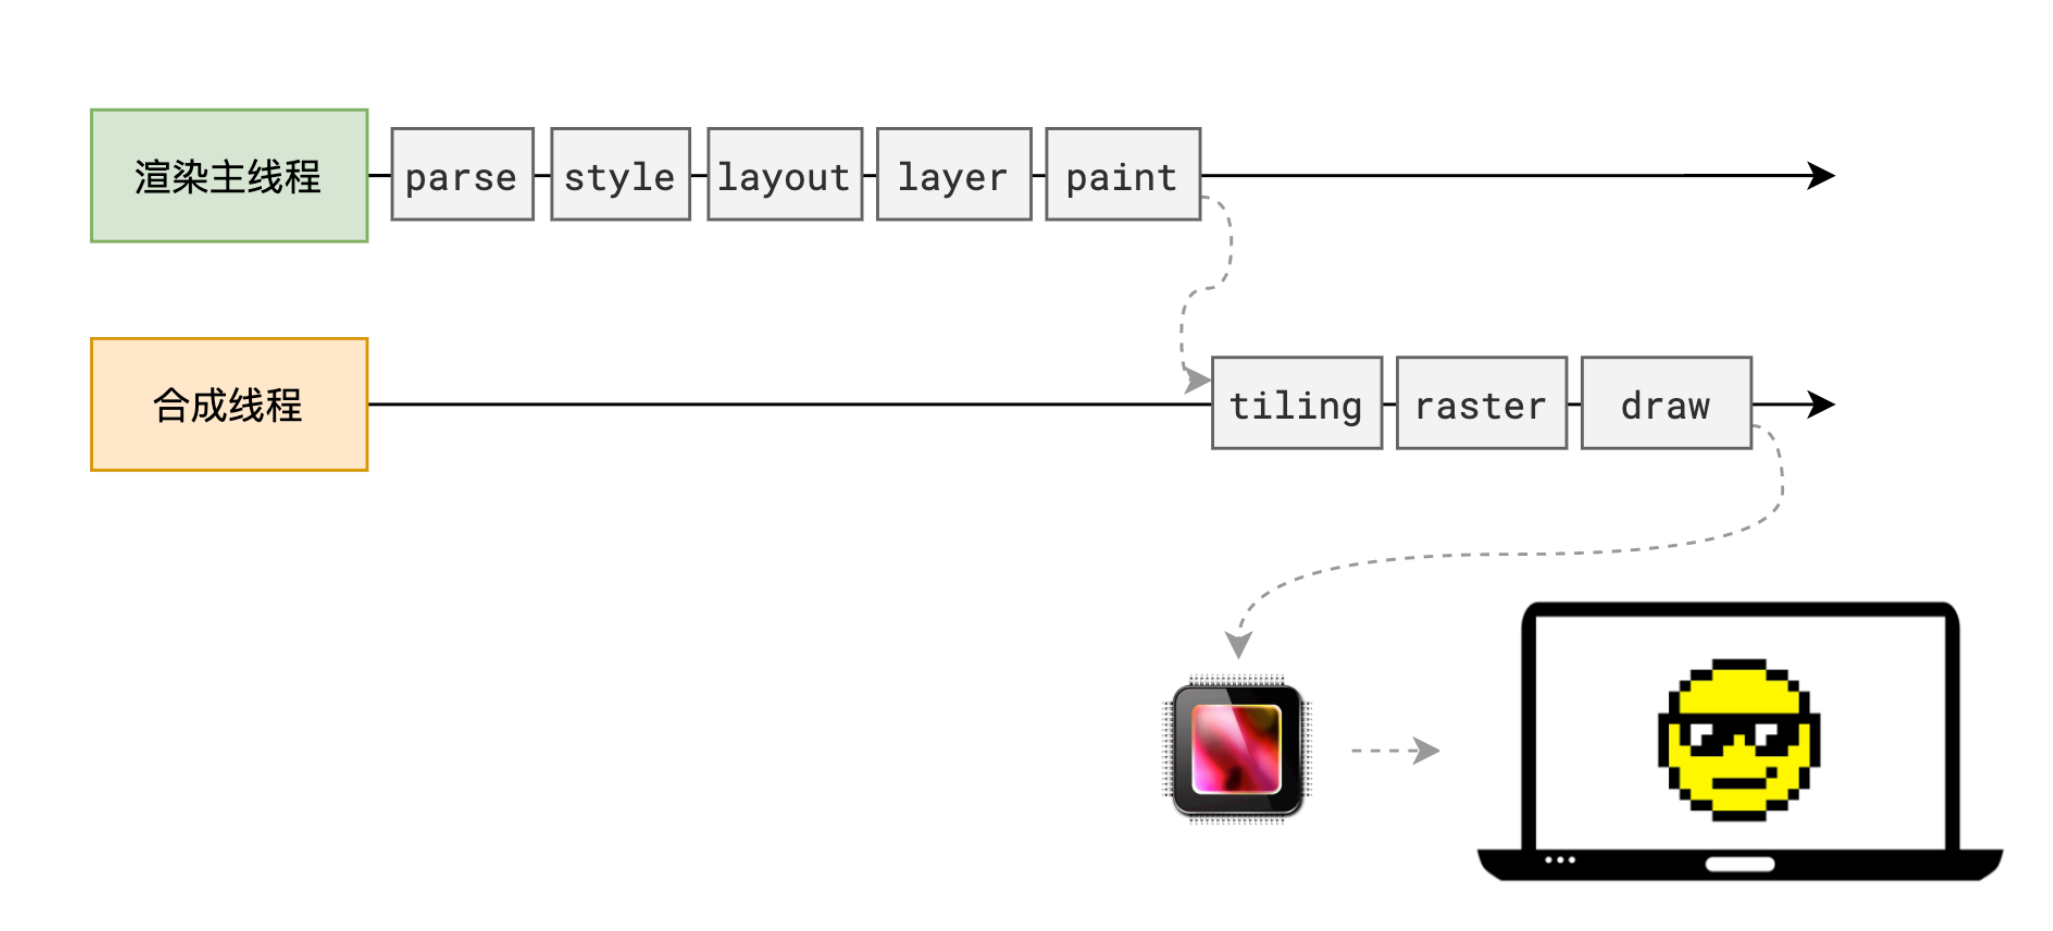 渲染主线程
parse
style
layout
layer
paint
合成线程
tiling
raster
draw